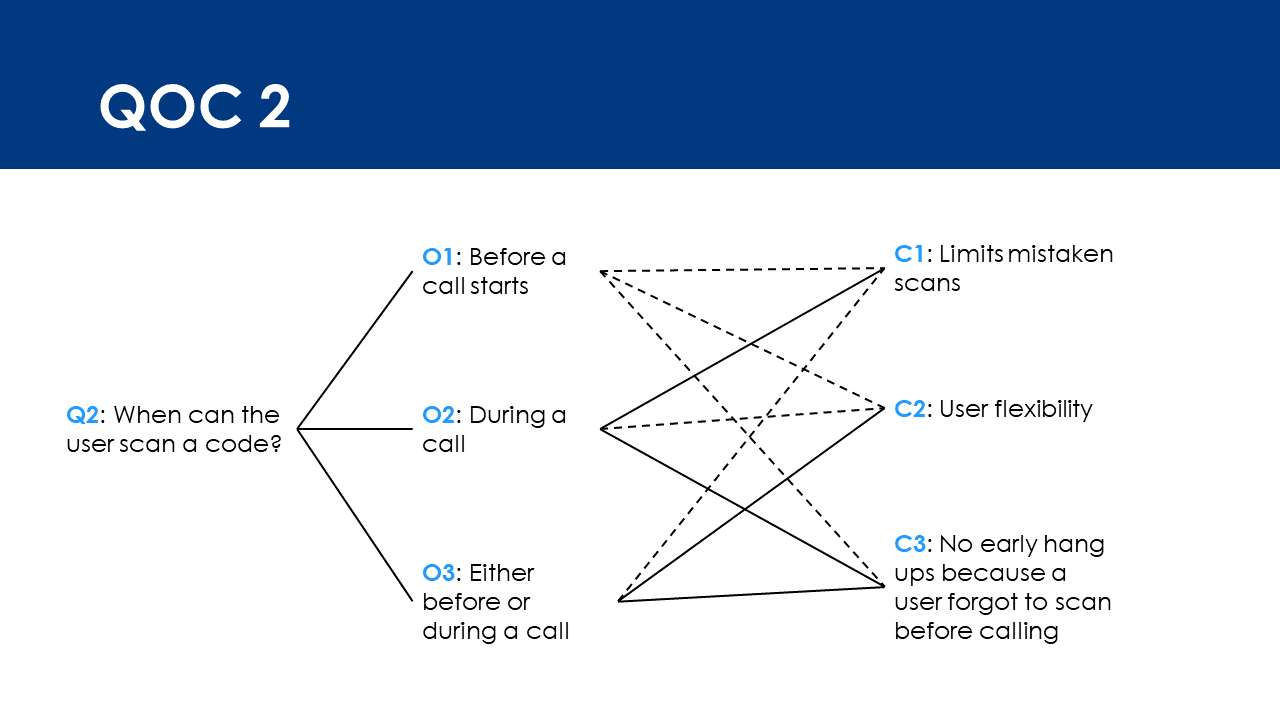 QOC 2
O1: Before a
call starts
C1: Limits mistaken
scans
Q2: When can the
user scan a code?
O2: During a
call
C2: User flexibility
O3: Either
before or
during a call
C3: No early hang
ups because a
user forgot to scan
before calling